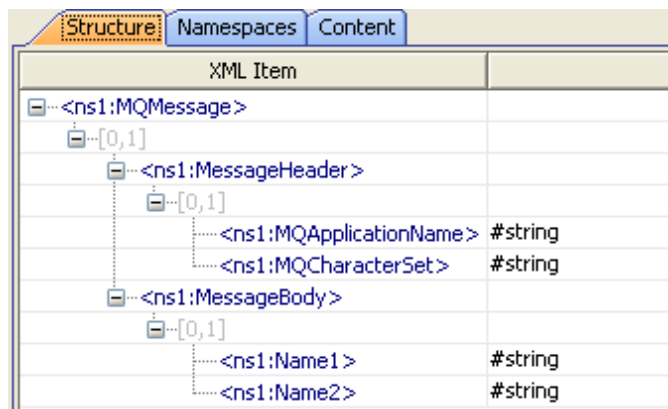 Structure Namespaces Content
XML Item
<ns1:MQMessage>
[0,1]
<ns1:MessageHeader>
[0,1]
<ns1:MQApplicationName> #string
<ns1:MQCharacterSet> #string
<ns1:MessageBody>
[0,1]
<ns1:Name1> #string
<ns1:Name2> #string